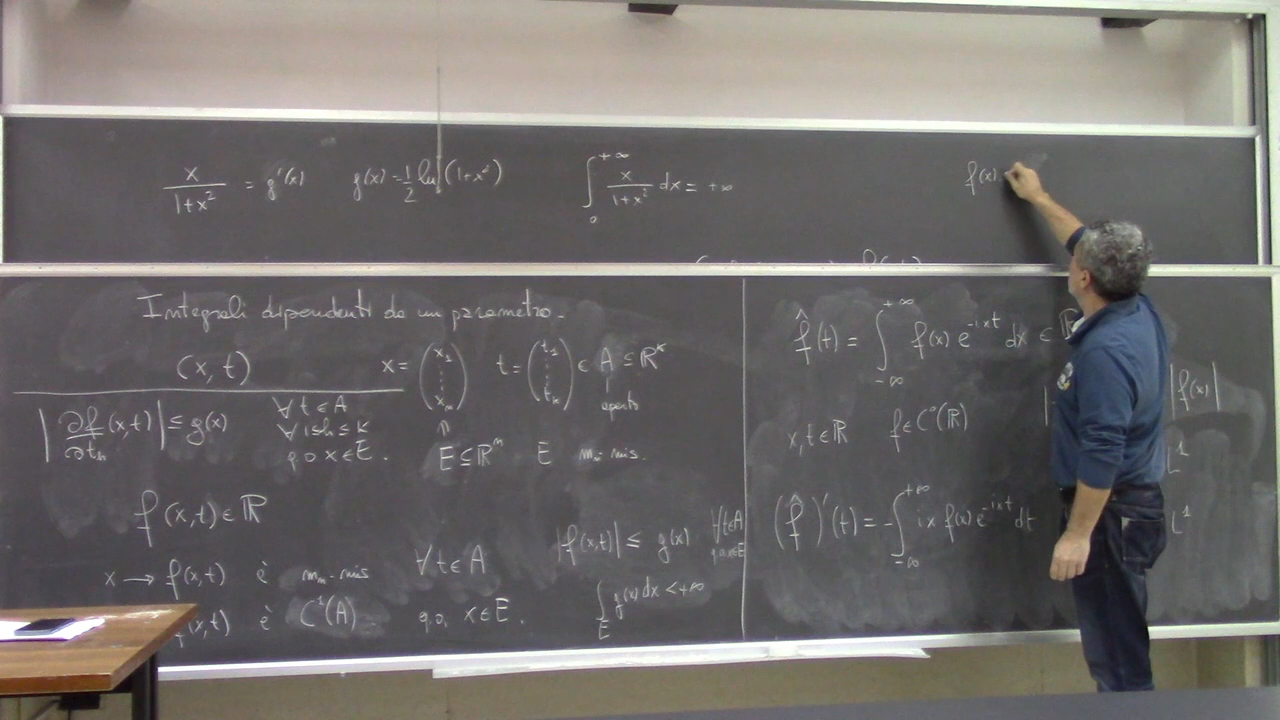 x/(1+x²) = g'(x) g(x) = 1/2 ln(1+x²) ∫₀^{+∞} x/(1+x²) dx = +∞ f(x)
Integrali dipendenti da un parametro.
(x, t) x = (x₁ ⋮ xₙ) t = (t₁ ⋮ tₖ) ∈ A ⊆ ℝᵏ
aperto
|∂f/∂tₕ (x,t)| ≤ g(x) ∀ t ∈ A
∀ 1≤h≤k
q.o. x ∈ E.
E ⊆ ℝⁿ E mₙ-mis.
f(x,t) ∈ ℝ
|f(x,t)| ≤ g(x) ∀t∈A
q.o. x∈E
x → f(x,t) è mₙ-mis ∀ t ∈ A
∫_E g(x) dx < +∞
(x,t) è C¹(A) q.o. x ∈ E.
f̂(t) = ∫_{-∞}^{+∞} f(x) e^{-ixt} dx ∈
|f(x)|
x, t ∈ ℝ f ∈ C⁰(ℝ)
L¹
(f̂)'(t) = -∫_{-∞}^{+∞} ix f(x) e^{-ixt} dt
L¹